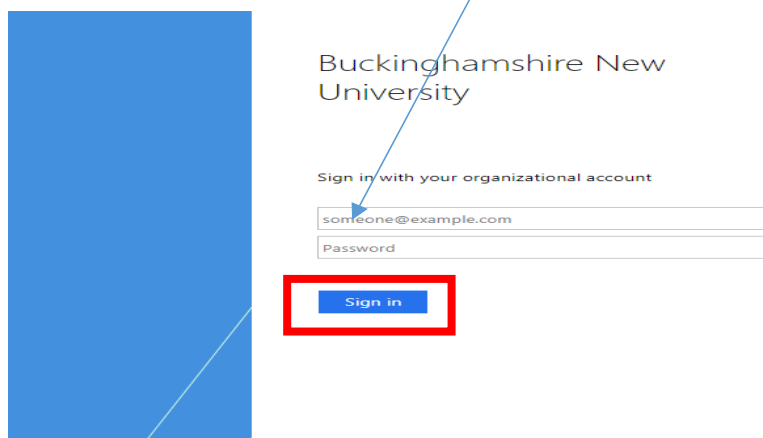 Buckinghamshire New
University
Sign in with your organizational account
someone@example.com
Password
Sign in